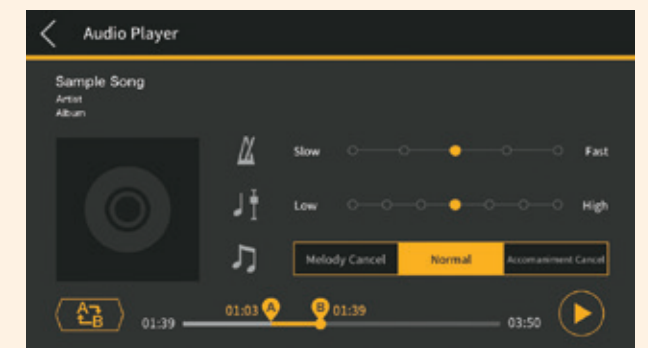 Audio Player
Sample Song
Artist
Album
Slow Fast
Low High
Melody Cancel Normal Accomaniment Cancel
A B 01:39 01:03 A B 01:39 03:50